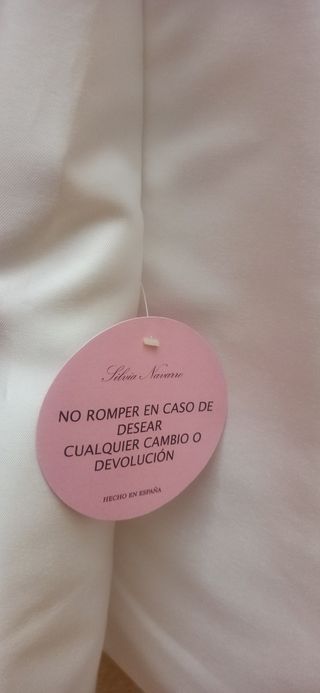 Silvia Navarro
NO ROMPER EN CASO DE
DESEAR
CUALQUIER CAMBIO O
DEVOLUCIÓN
HECHO EN ESPAÑA